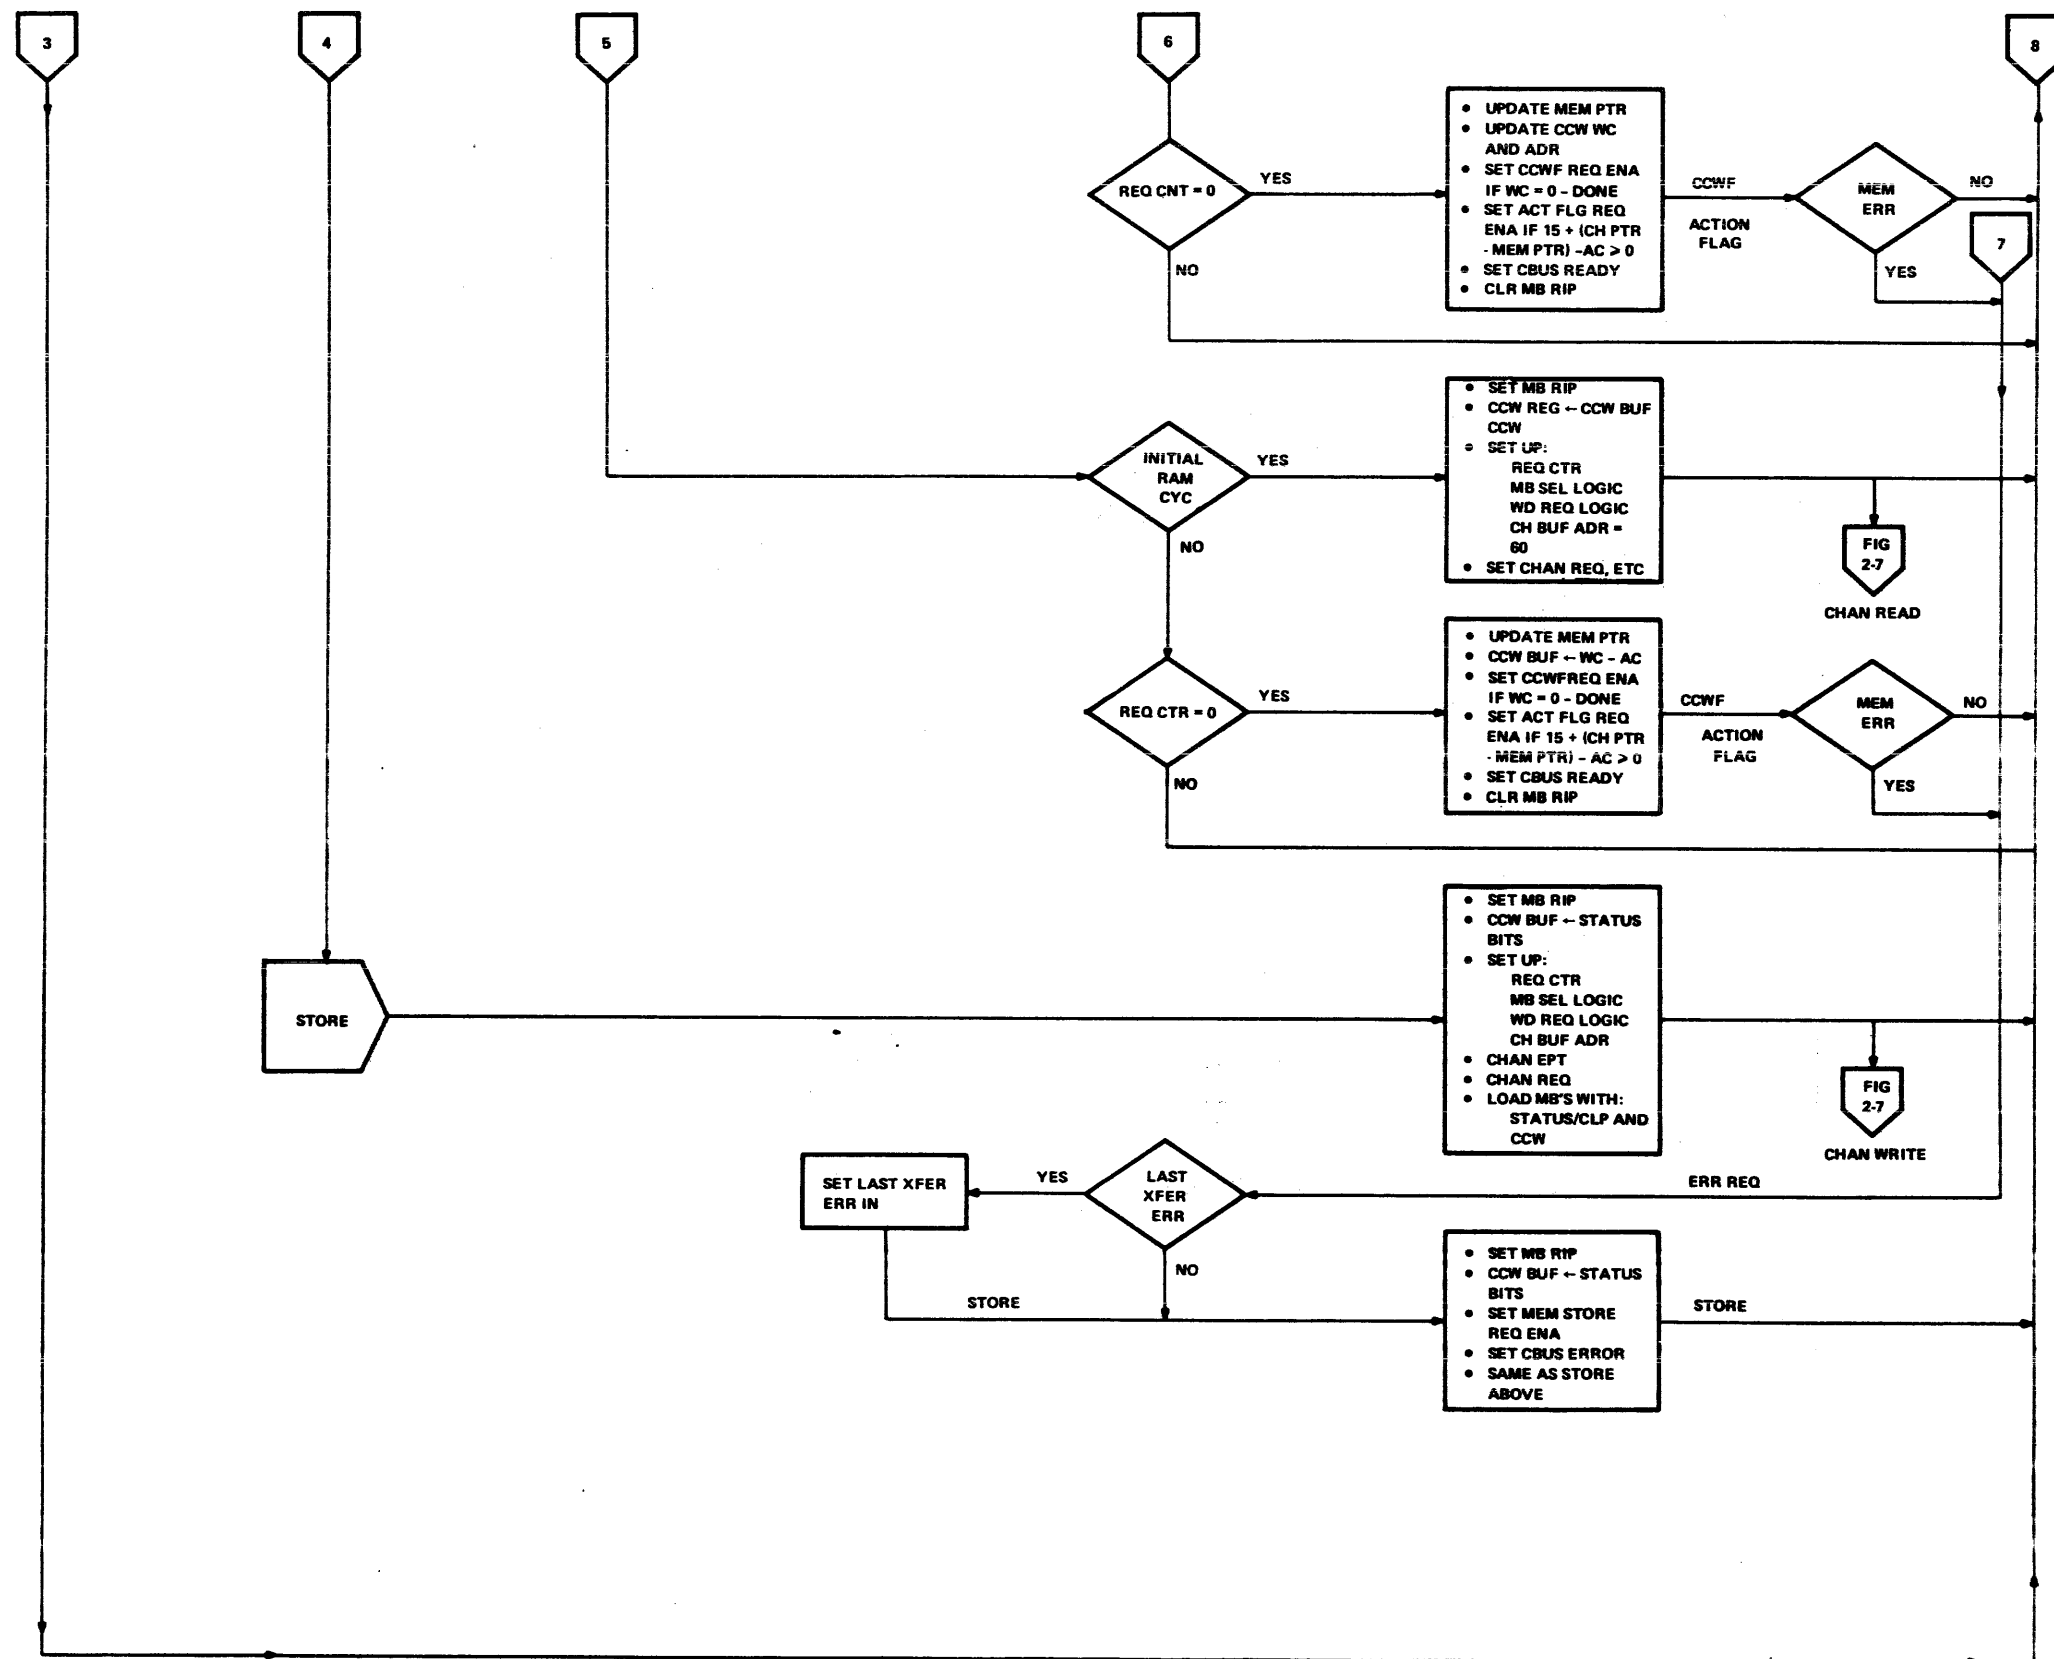 3
4
5
6
8
• UPDATE MEM PTR
• UPDATE CCW WC
AND ADR
• SET CCWF REQ ENA
IF WC = 0 - DONE
• SET ACT FLG REQ
ENA IF 15 + (CH PTR
- MEM PTR) - AC > 0
• SET CBUS READY
• CLR MB RIP
REQ CNT = 0
YES
NO
CCWF
ACTION
FLAG
MEM
ERR
NO
YES
7
• SET MB RIP
• CCW REG ← CCW BUF
CCW
• SET UP:
REQ CTR
MB SEL LOGIC
WD REQ LOGIC
CH BUF ADR =
60
• SET CHAN REQ, ETC
INITIAL
RAM
CYC
YES
NO
FIG
2-7
CHAN READ
• UPDATE MEM PTR
• CCW BUF ← WC - AC
• SET CCWFREQ ENA
IF WC = 0 - DONE
• SET ACT FLG REQ
ENA IF 15 + (CH PTR
- MEM PTR) - AC > 0
• SET CBUS READY
• CLR MB RIP
REQ CTR = 0
YES
NO
CCWF
ACTION
FLAG
MEM
ERR
NO
YES
STORE
• SET MB RIP
• CCW BUF ← STATUS
BITS
• SET UP:
REQ CTR
MB SEL LOGIC
WD REQ LOGIC
CH BUF ADR
• CHAN EPT
• CHAN REQ
• LOAD MB'S WITH:
STATUS/CLP AND
CCW
FIG
2-7
CHAN WRITE
ERR REQ
LAST
XFER
ERR
YES
NO
SET LAST XFER
ERR IN
STORE
• SET MB RIP
• CCW BUF ← STATUS
BITS
• SET MEM STORE
REQ ENA
• SET CBUS ERROR
• SAME AS STORE
ABOVE
STORE